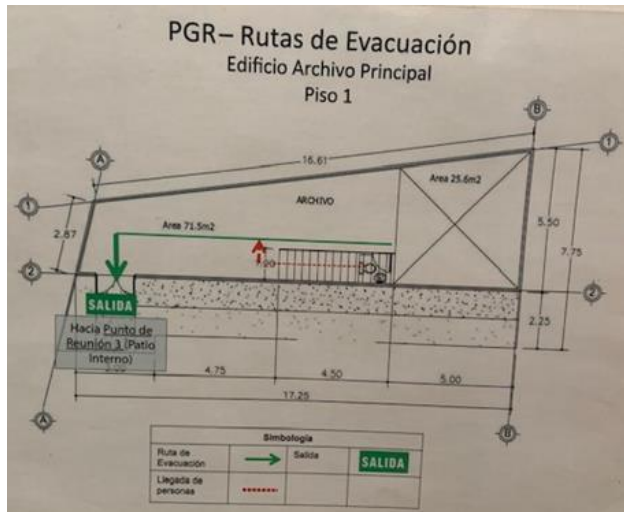 PGR – Rutas de Evacuación
Edificio Archivo Principal
Piso 1
B
1
A
16.61
Area 25.6m2
ARCHIVO
1
2.87
Area 71.5m2
5.50
7.75
2
2
SALIDA
2.25
Hacia Punto de
Reunión 3 (Patio
Interno)
4.75
4.50
5.00
17.25
A
B
Simbología
Ruta de
Evacuación
Salida
SALIDA
Llegada de
personas